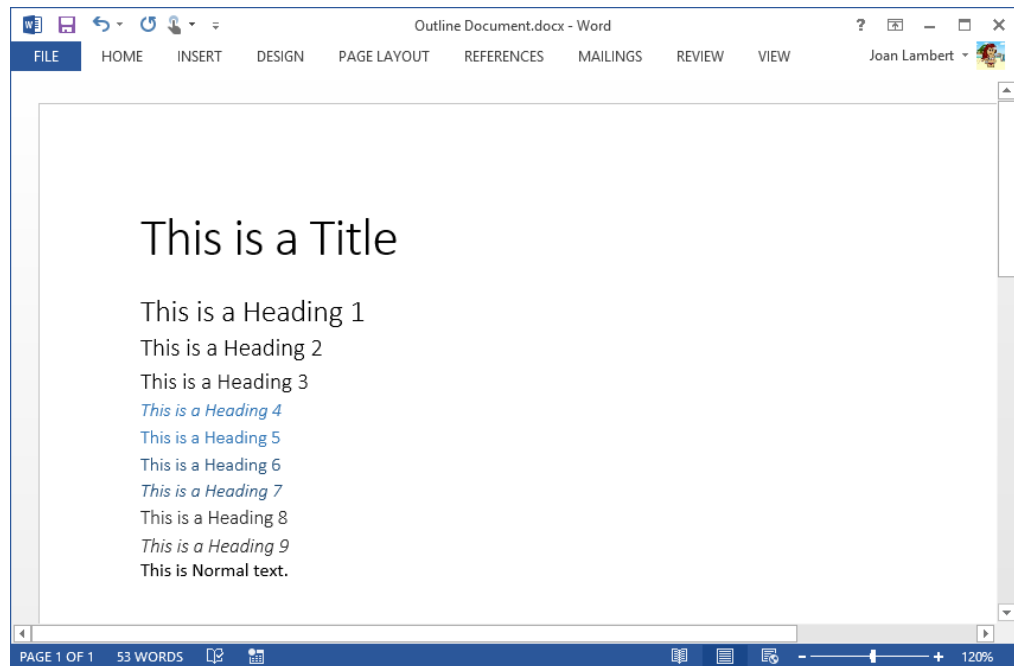 Outline Document.docx - Word
?
FILE HOME INSERT DESIGN PAGE LAYOUT REFERENCES MAILINGS REVIEW VIEW Joan Lambert
This is a Title
This is a Heading 1
This is a Heading 2
This is a Heading 3
This is a Heading 4
This is a Heading 5
This is a Heading 6
This is a Heading 7
This is a Heading 8
This is a Heading 9
This is Normal text.
PAGE 1 OF 1 53 WORDS 120%